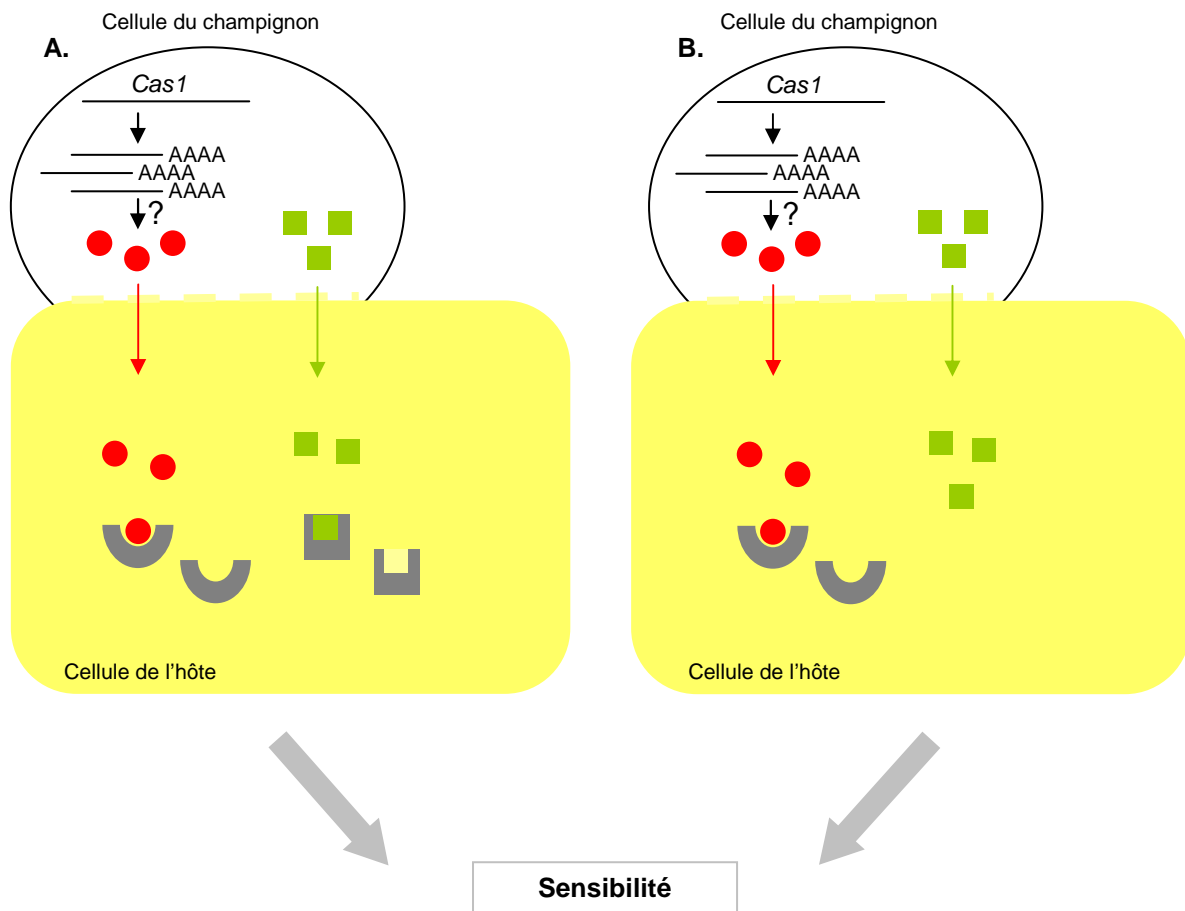 Cellule du champignon
A.
Cas1
AAAA
AAAA
AAAA
?
Cellule de l'hôte
Cellule du champignon
B.
Cas1
AAAA
AAAA
AAAA
?
Cellule de l'hôte
Sensibilité